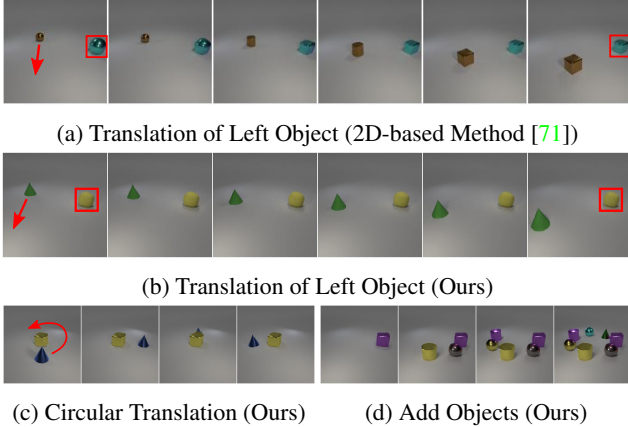 (a) Translation of Left Object (2D-based Method [71])
(b) Translation of Left Object (Ours)
(c) Circular Translation (Ours)
(d) Add Objects (Ours)